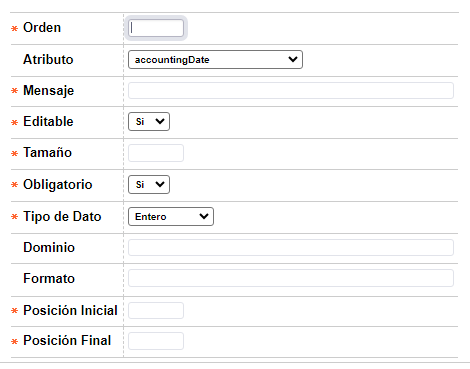 * Orden
Atributo accountingDate
* Mensaje
* Editable Si
* Tamaño
* Obligatorio Si
* Tipo de Dato Entero
Dominio
Formato
* Posición Inicial
* Posición Final